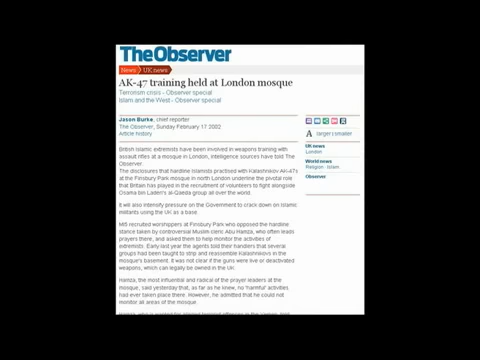 TheObserver
News UK news
AK-47 training held at London mosque
Terrorism crisis - Observer special
Islam and the West - Observer special
Jason Burke, chief reporter
The Observer, Sunday February 17 2002
Article history
A larger | smaller
UK news
London
World news
Religion · Islam
Observer
British Islamic extremists have been involved in weapons training with
assault rifles at a mosque in London, intelligence sources have told The
Observer.
The disclosures that hardline Islamists practised with Kalashnikov AK-47s
at the Finsbury Park mosque in north London underline the pivotal role
that Britain has played in the recruitment of volunteers to fight alongside
Osama bin Laden's al-Qaeda group all over the world.
It will also intensify pressure on the Government to crack down on Islamic
militants using the UK as a base.
MI5 recruited worshippers at Finsbury Park who opposed the hardline
stance taken by controversial Muslim cleric Abu Hamza, who often leads
prayers there, and asked them to help monitor the activities of
extremists. Early last year the agents told their handlers that several
groups had been taught to strip and reassemble Kalashnikovs in the
mosque's basement. It was not clear if the guns were live or deactivated
weapons, which can legally be owned in the UK.
Hamza, the most influential and radical of the prayer leaders at the
mosque, said yesterday that, as far as he knew, no 'harmful' activities
had ever taken place there. However, he admitted that he could not
monitor all areas of the mosque.